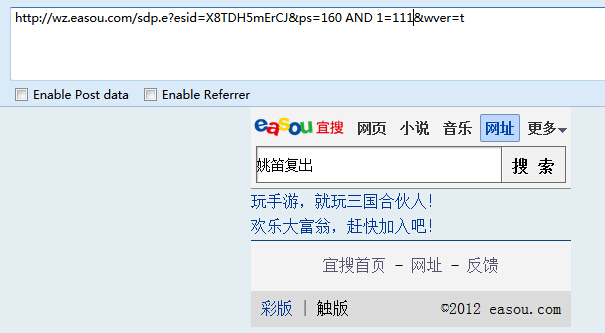 http://wz.easou.com/sdp.e?esid=X8TDH5mErCJ&ps=160 AND 1=111&wver=t
Enable Post data Enable Referrer
easou 宜搜 网页 小说 音乐 网址 更多
姚笛复出 搜 索
玩手游，就玩三国合伙人！
欢乐大富翁，赶快加入吧！
宜搜首页 - 网址 - 反馈
彩版 | 触版 ©2012 easou.com